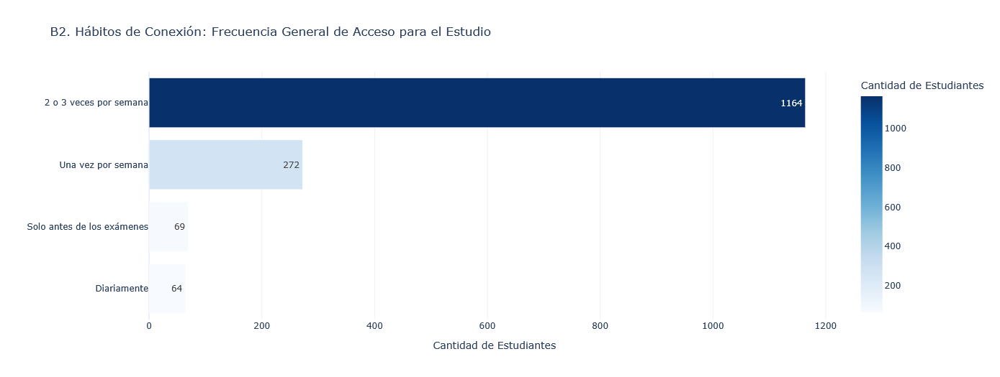 B2. Hábitos de Conexión: Frecuencia General de Acceso para el Estudio
2 o 3 veces por semana
1164
Una vez por semana
272
Solo antes de los exámenes
69
Diariamente
64
0 200 400 600 800 1000 1200
Cantidad de Estudiantes
Cantidad de Estudiantes
1000
800
600
400
200